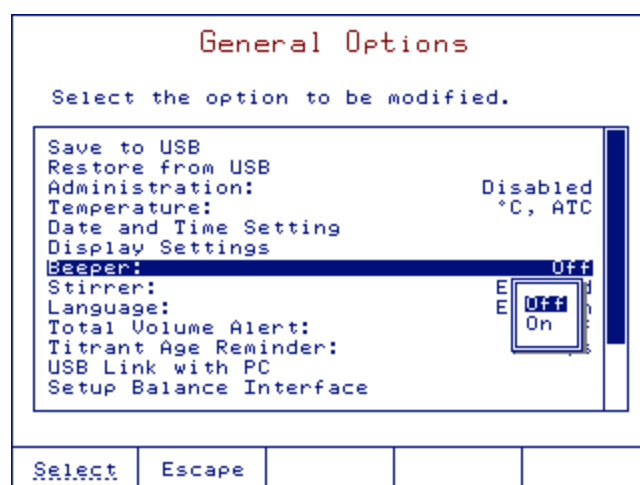 General Options
Select the option to be modified.
Save to USB
Restore from USB
Administration: Disabled
Temperature: °C, ATC
Date and Time Setting
Display Settings
Beeper: Off
Stirrer:
Language:
Off
On
Total Volume Alert:
Titrant Age Reminder:
USB Link with PC
Setup Balance Interface
Select Escape